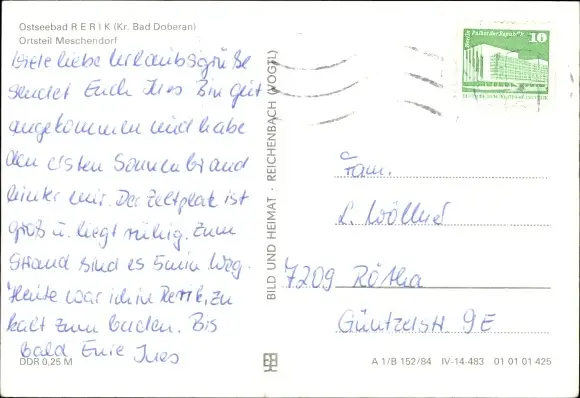 Ostseebad R E R I K (Kr. Bad Doberan)
Ortsteil Meschendorf
Viele liebe Urlaubsgrüße
sendet Euch Ines Bin gut
angekommen und habe
den ersten Sonnenbrand
hinter mir. Der Zeltplatz ist
groß u. liegt ruhig. Zum
Strand sind es 5 min Weg.
Heute war ich in Rerik, zu
kalt zum baden. Bis
bald Eure Ines
DDR 0,25 M
BILD UND HEIMAT · REICHENBACH (VOGTL)
Berlin, Palast der Republik
10
Fam.
L. Wöllner
7209 Rötha
Güntzelstr 9E
A 1/B 152/84 IV-14-483 01 01 01 425